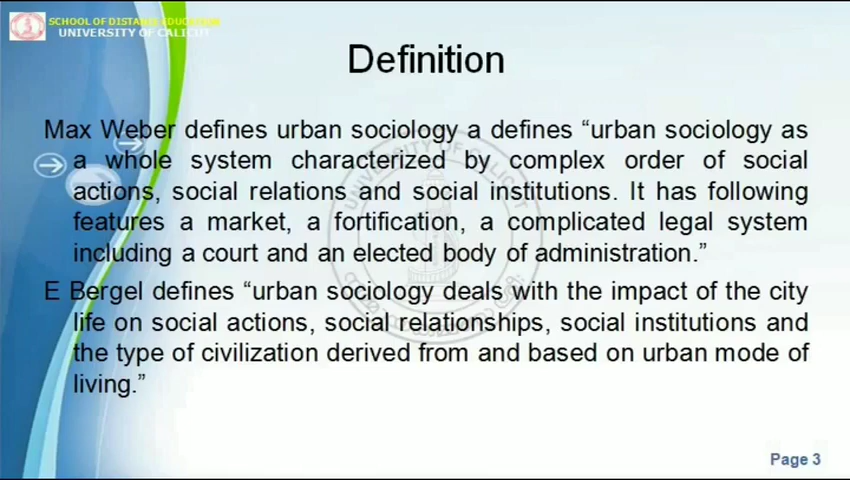 SCHOOL OF DISTANCE EDUCATION
UNIVERSITY OF CALICUT
Definition
Max Weber defines urban sociology a defines “urban sociology as
a whole system characterized by complex order of social
actions, social relations and social institutions. It has following
features a market, a fortification, a complicated legal system
including a court and an elected body of administration.”
E Bergel defines “urban sociology deals with the impact of the city
life on social actions, social relationships, social institutions and
the type of civilization derived from and based on urban mode of
living.”
UNIVERSITY OF CALICUT
Page 3